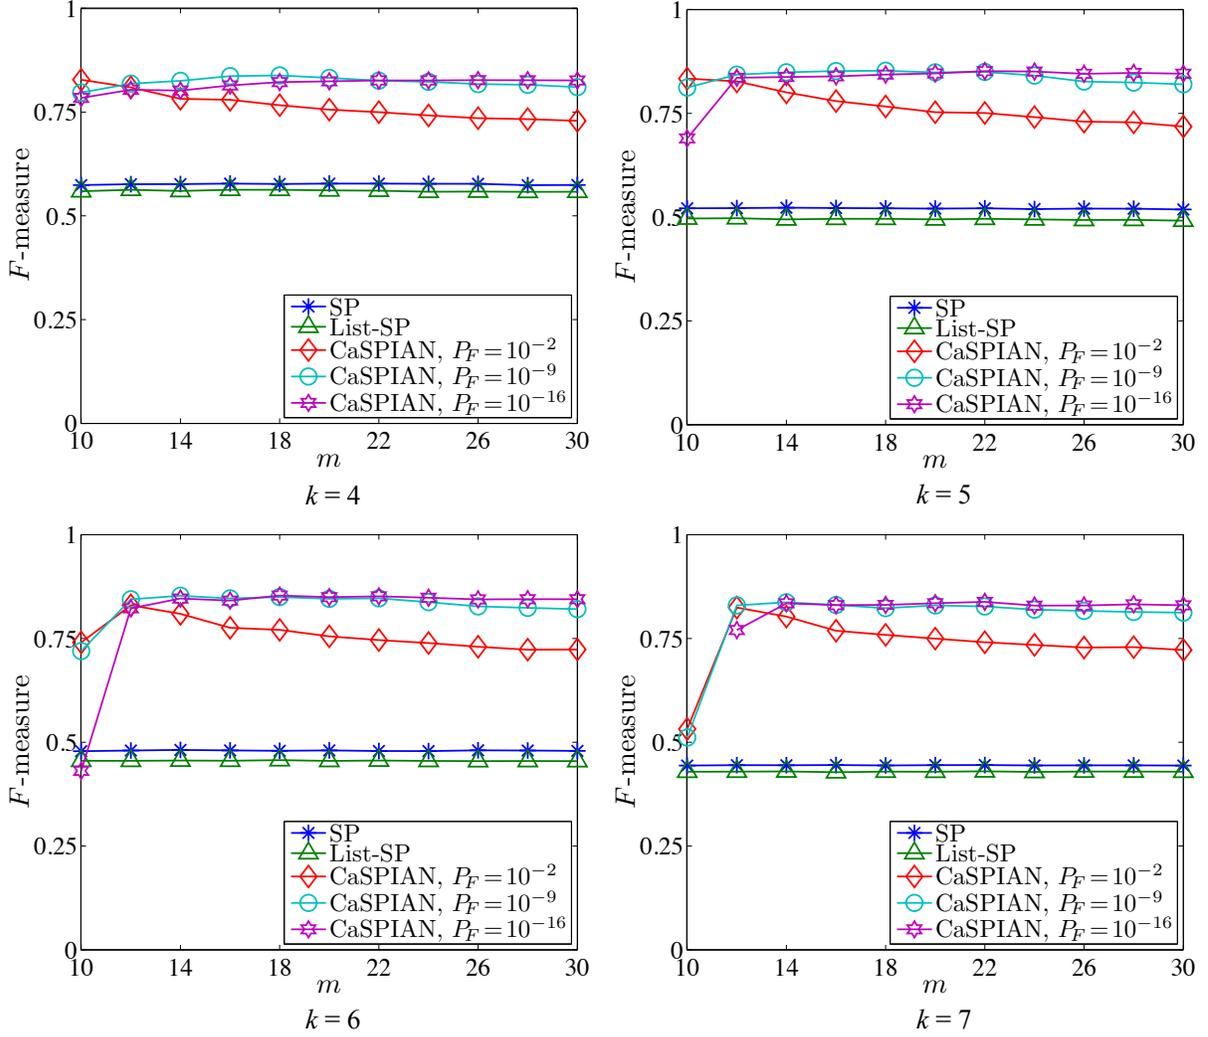 1
0.75
0.5
0.25
0
F-measure
SP
List-SP
CaSPIAN, P_F = 10^{-2}
CaSPIAN, P_F = 10^{-9}
CaSPIAN, P_F = 10^{-16}
10 14 18 22 26 30
m
k = 4
1
0.75
0.5
0.25
0
F-measure
SP
List-SP
CaSPIAN, P_F = 10^{-2}
CaSPIAN, P_F = 10^{-9}
CaSPIAN, P_F = 10^{-16}
10 14 18 22 26 30
m
k = 5
1
0.75
0.5
0.25
0
F-measure
SP
List-SP
CaSPIAN, P_F = 10^{-2}
CaSPIAN, P_F = 10^{-9}
CaSPIAN, P_F = 10^{-16}
10 14 18 22 26 30
m
k = 6
1
0.75
0.5
0.25
0
F-measure
SP
List-SP
CaSPIAN, P_F = 10^{-2}
CaSPIAN, P_F = 10^{-9}
CaSPIAN, P_F = 10^{-16}
10 14 18 22 26 30
m
k = 7